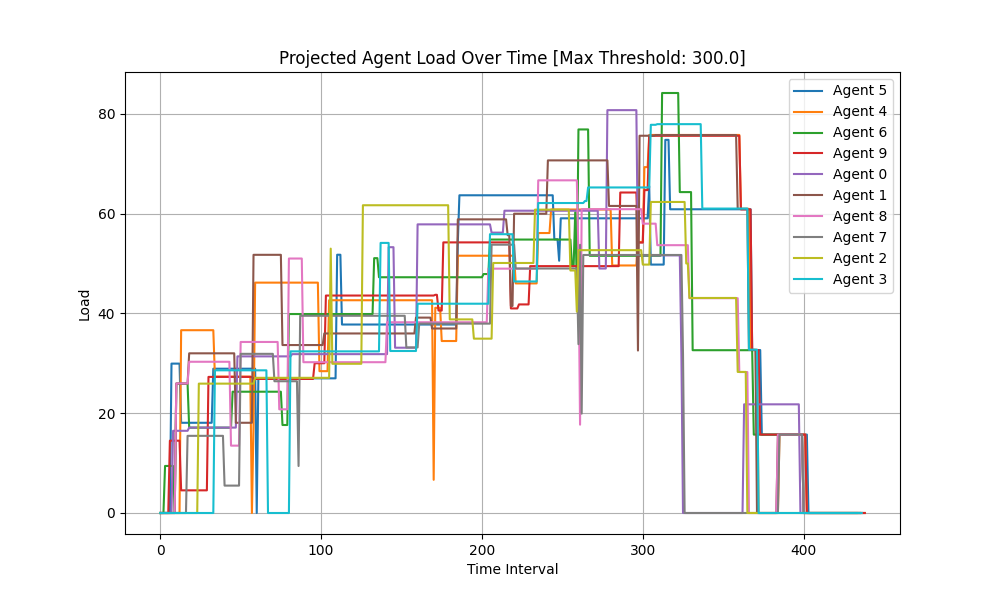 Projected Agent Load Over Time [Max Threshold: 300.0]
Load
80
60
40
20
0
0 100 200 300 400
Time Interval
Agent 5
Agent 4
Agent 6
Agent 9
Agent 0
Agent 1
Agent 8
Agent 7
Agent 2
Agent 3